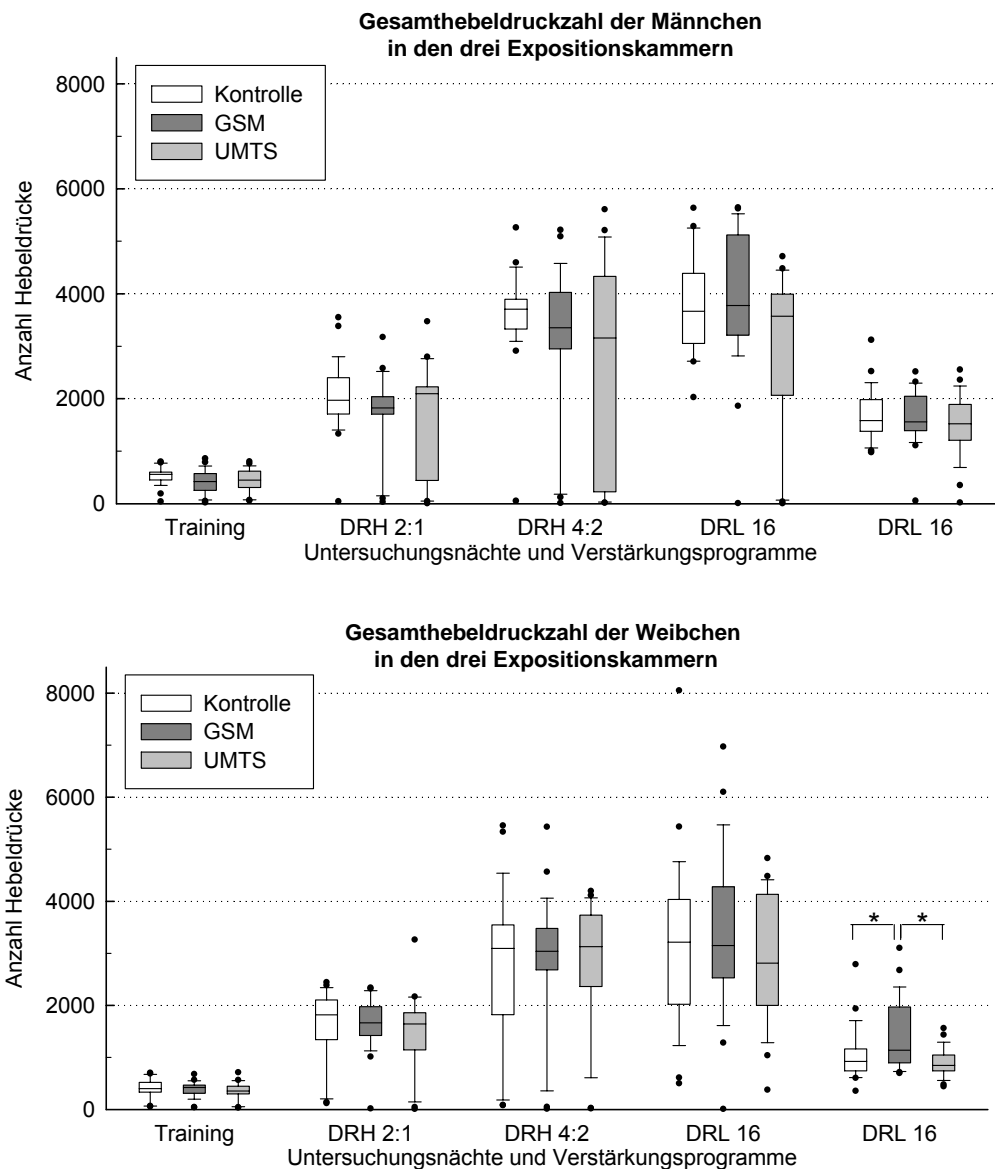 Gesamthebeldruckzahl der Männchen
in den drei Expositionskammern
Anzahl Hebeldrücke
8000
6000
4000
2000
0
Kontrolle
GSM
UMTS
Training
DRH 2:1
DRH 4:2
DRL 16
DRL 16
Untersuchungsnächte und Verstärkungsprogramme
Gesamthebeldruckzahl der Weibchen
in den drei Expositionskammern
Anzahl Hebeldrücke
8000
6000
4000
2000
0
Kontrolle
GSM
UMTS
* *
Training
DRH 2:1
DRH 4:2
DRL 16
DRL 16
Untersuchungsnächte und Verstärkungsprogramme